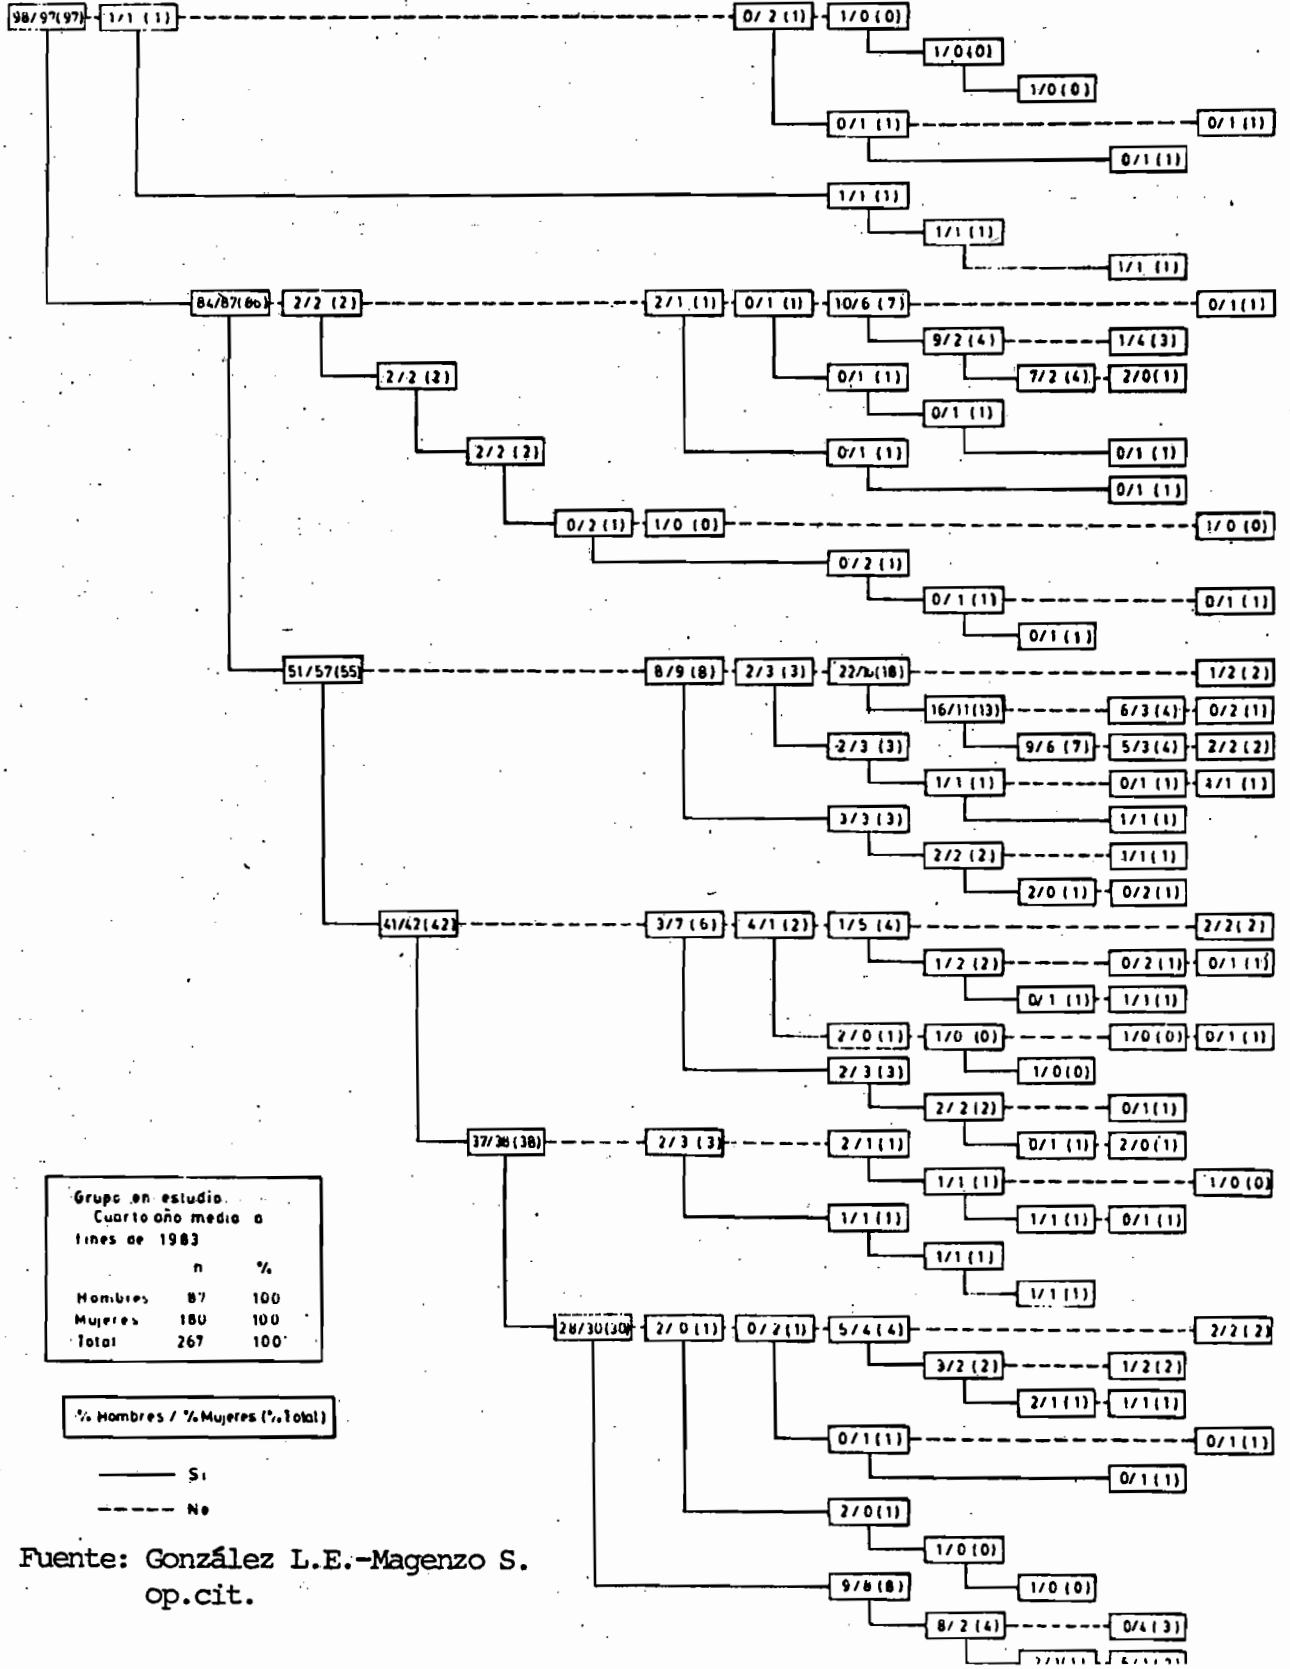 98/97(97) 1/1 (1) 0/2 (1) 1/0(0)
1/0(0)
1/0(0)
0/1 (1) 0/1(1)
0/1(1)
1/1 (1)
1/1 (1)
1/1 (1)
84/87(86) 2/2 (2) 2/1 (1) 0/1 (1) 10/6 (7) 0/1(1)
9/2(4) 1/4(3)
2/2 (2) 0/1 (1) 7/2 (4) 2/0(1)
0/1 (1)
2/2 (2) 0/1 (1) 0/1 (1)
0/1 (1)
0/2 (1) 1/0 (0) 1/0 (0)
0/2(1)
0/1(1) 0/1 (1)
0/1(1)
51/57(55) 8/9 (8) 2/3 (3) 22/16(18) 1/2 (2)
16/11(13) 6/3(4) 0/2(1)
2/3 (3) 9/6 (7) 5/3(4) 2/2(2)
1/1 (1) 0/1 (1) 1/1 (1)
3/3 (3) 1/1(1)
2/2 (2) 1/1(1)
2/0 (1) 0/2(1)
41/42(42) 3/7 (6) 4/1 (2) 1/5 (4) 2/2(2)
1/2 (2) 0/2(1) 0/1(1)
0/1 (1) 1/1(1)
2/0 (1) 1/0 (0) 1/0(0) 0/1(1)
2/3(3) 1/0(0)
2/2(2) 0/1(1)
37/38(38) 2/3 (3) 2/1(1) 0/1 (1) 2/0(1)
1/1 (1) 1/0(0)
1/1(1) 1/1(1) 0/1(1)
1/1(1)
1/1(1)
28/30(30) 2/0(1) 0/2(1) 5/4(4) 2/2(2)
3/2(2) 1/2(2)
2/1(1) 1/1(1)
0/1(1) 0/1(1)
0/1(1)
2/0(1)
1/0(0)
9/8(8) 1/0(0)
8/2(4) 0/4(3)
Grupo en estudio
Cuarto año medio a
fines de 1983
n %
Hombres 87 100
Mujeres 180 100
Total 267 100
% Hombres / % Mujeres (% Total)
Si
No
Fuente: González L.E.-Magenzo S.
op.cit.